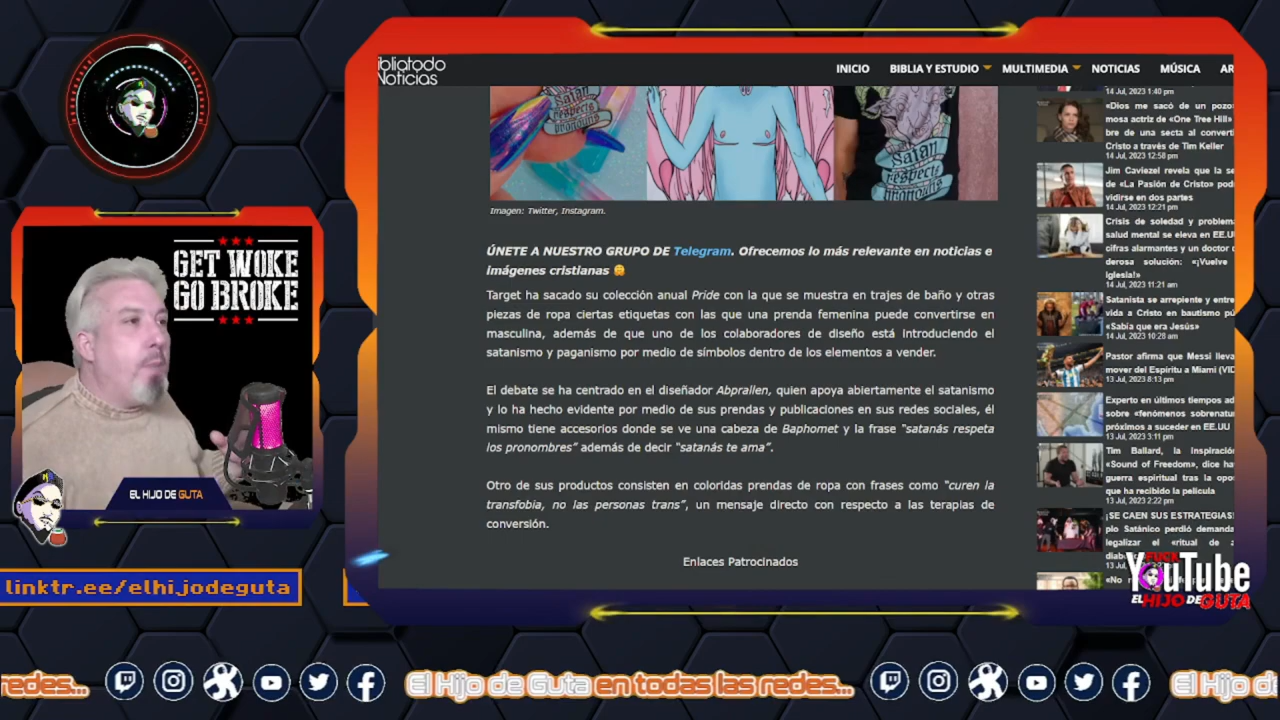 ibliatodo
Noticias
INICIO BIBLIA Y ESTUDIO MULTIMEDIA NOTICIAS MÚSICA AR
Satan
respects
pronouns
Satan
respects
pronouns
Imagen: Twitter, Instagram.
ÚNETE A NUESTRO GRUPO DE Telegram. Ofrecemos lo más relevante en noticias e
imágenes cristianas
Target ha sacado su colección anual Pride con la que se muestra en trajes de baño y otras
piezas de ropa ciertas etiquetas con las que una prenda femenina puede convertirse en
masculina, además de que uno de los colaboradores de diseño está introduciendo el
satanismo y paganismo por medio de símbolos dentro de los elementos a vender.
El debate se ha centrado en el diseñador Abprallen, quien apoya abiertamente el satanismo
y lo ha hecho evidente por medio de sus prendas y publicaciones en sus redes sociales, él
mismo tiene accesorios donde se ve una cabeza de Baphomet y la frase "satanás respeta
los pronombres" además de decir "satanás te ama".
Otro de sus productos consisten en coloridas prendas de ropa con frases como "curen la
transfobia, no las personas trans", un mensaje directo con respecto a las terapias de
conversión.
Enlaces Patrocinados
14 Jul, 2023 1:40 pm
«Dios me sacó de un pozo
mosa actriz de «One Tree Hill»
bre de una secta al converti
Cristo a través de Tim Keller
14 Jul, 2023 12:58 pm
Jim Caviezel revela que la se
de «La Pasión de Cristo» pod
vidirse en dos partes
14 Jul, 2023 12:21 pm
Crisis de soledad y problema
salud mental se eleva en EE.U
cifras alarmantes y un doctor
derosa solución: «¡Vuelve
iglesia!»
14 Jul, 2023 11:21 am
Satanista se arrepiente y entre
vida a Cristo en bautismo pú
«Sabía que era Jesús»
14 Jul, 2023 10:28 am
Pastor afirma que Messi lleva
mover del Espíritu a Miami (VID
13 Jul, 2023 8:13 pm
Experto en últimos tiempos ad
sobre «fenómenos sobrenatu
próximos a suceder en EE.UU
13 Jul, 2023 3:11 pm
Tim Ballard, la inspiració
«Sound of Freedom», dice ha
guerra espiritual tras la opo
que ha recibido la película
13 Jul, 2023 2:22 pm
¡SE CAEN SUS ESTRATEGIAS!
plo Satánico perdió demanda
legalizar el «ritual de a
13 J
«No
GET WOKE
GO BROKE
EL HIJO DE GUTA
linktr.ee/elhijodeguta
YouTube
EL HIJO DE GUTA
redes... El Hijo de Guta en todas las redes... El Hijo d